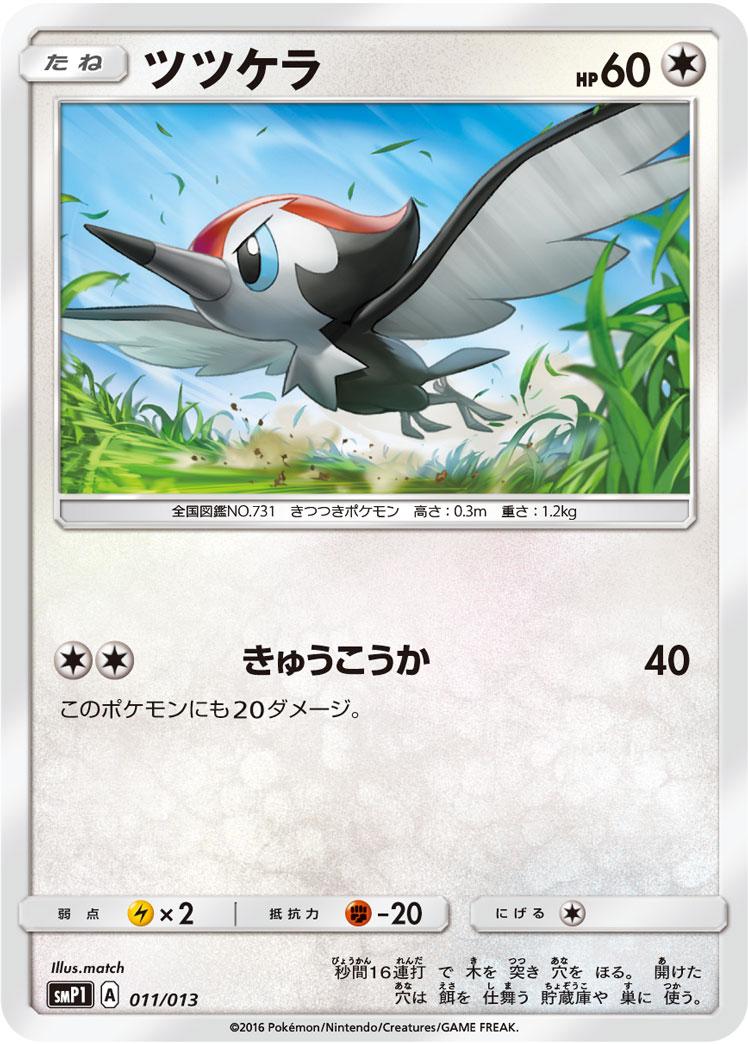 たね ツツケラ HP60
全国図鑑NO.731 きつつきポケモン 高さ:0.3m 重さ:1.2kg
きゅうこうか 40
このポケモンにも20ダメージ。
弱点 ×2 抵抗力 -20 にげる
Illus.match
秒間16連打で 木を 突き 穴を ほる。 開けた
穴は 餌を 仕舞う 貯蔵庫や 巣に 使う。
smP1 A 011/013
©2016 Pokémon/Nintendo/Creatures/GAME FREAK.